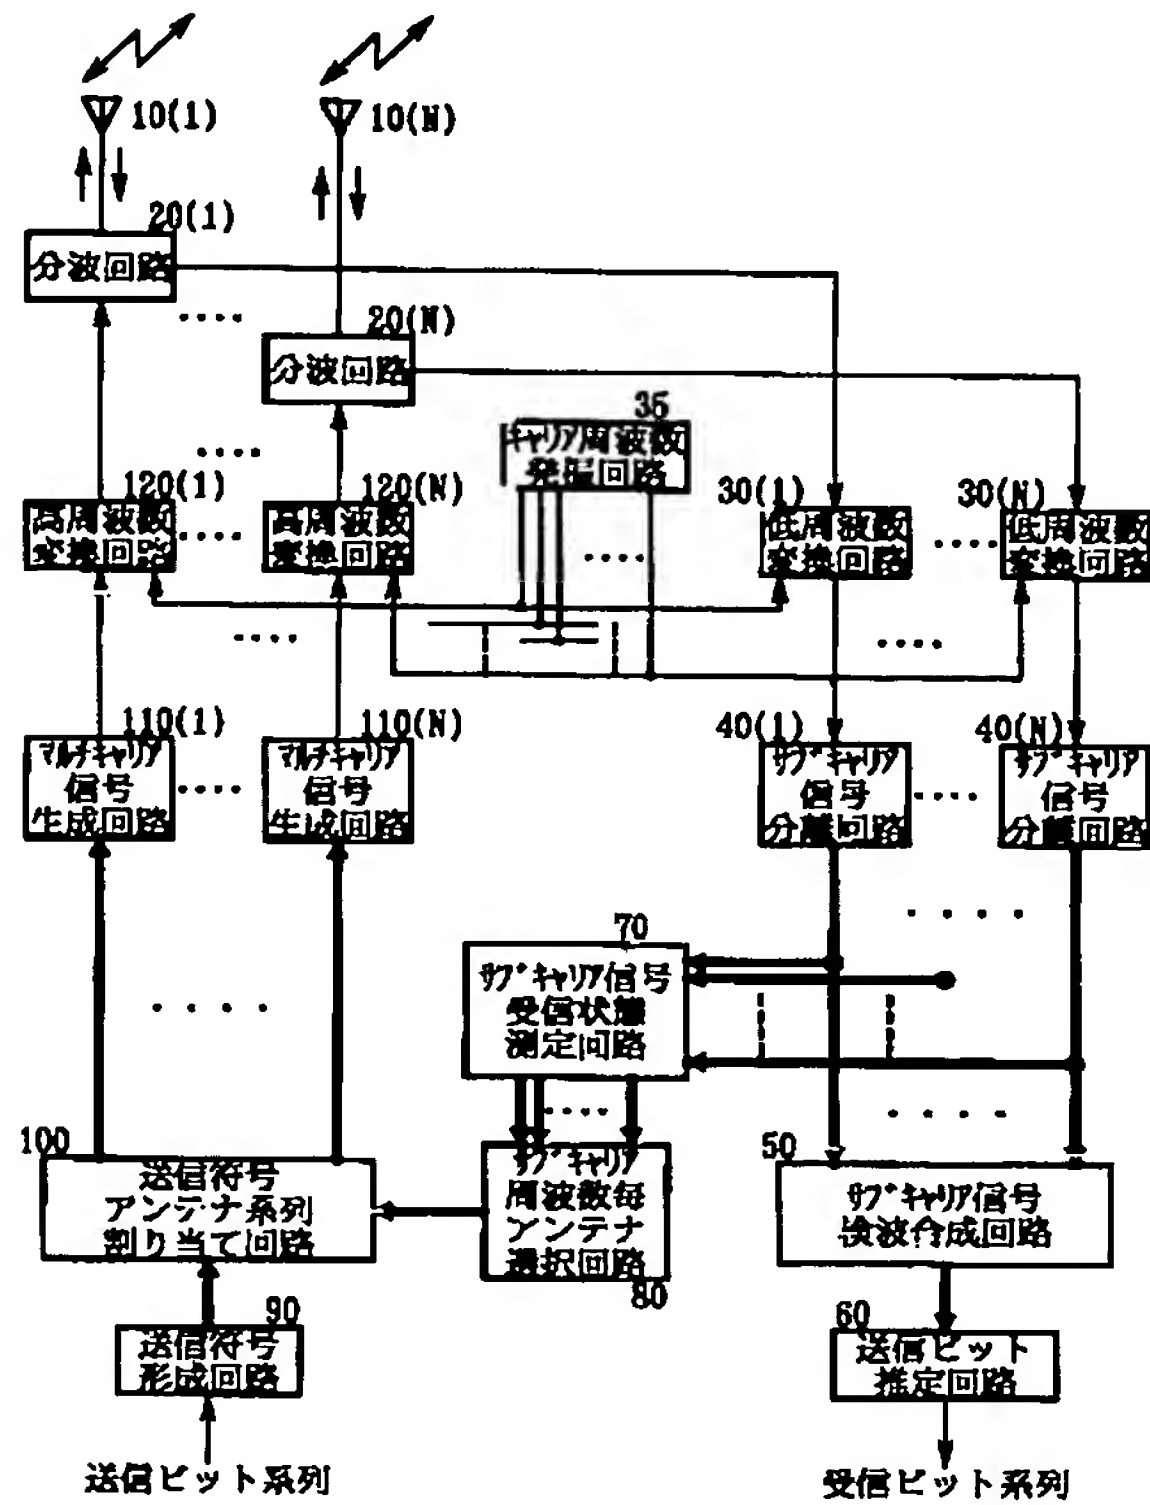 10(1)
10(N)
20(1)
分波回路
20(N)
分波回路
35
キャリア周波数
発振回路
120(1)
高周波数
変換回路
120(N)
高周波数
変換回路
30(1)
低周波数
変換回路
30(N)
低周波数
変換回路
110(1)
マルチキャリア
信号
生成回路
110(N)
マルチキャリア
信号
生成回路
40(1)
サブキャリア
信号
分離回路
40(N)
サブキャリア
信号
分離回路
70
サブキャリア信号
受信状態
測定回路
100
送信符号
アンテナ系列
割り当て回路
サブキャリア
周波数毎
アンテナ
選択回路
80
50
サブキャリア信号
検波合成回路
90
送信符号
形成回路
60
送信ビット
推定回路
送信ビット系列
受信ビット系列